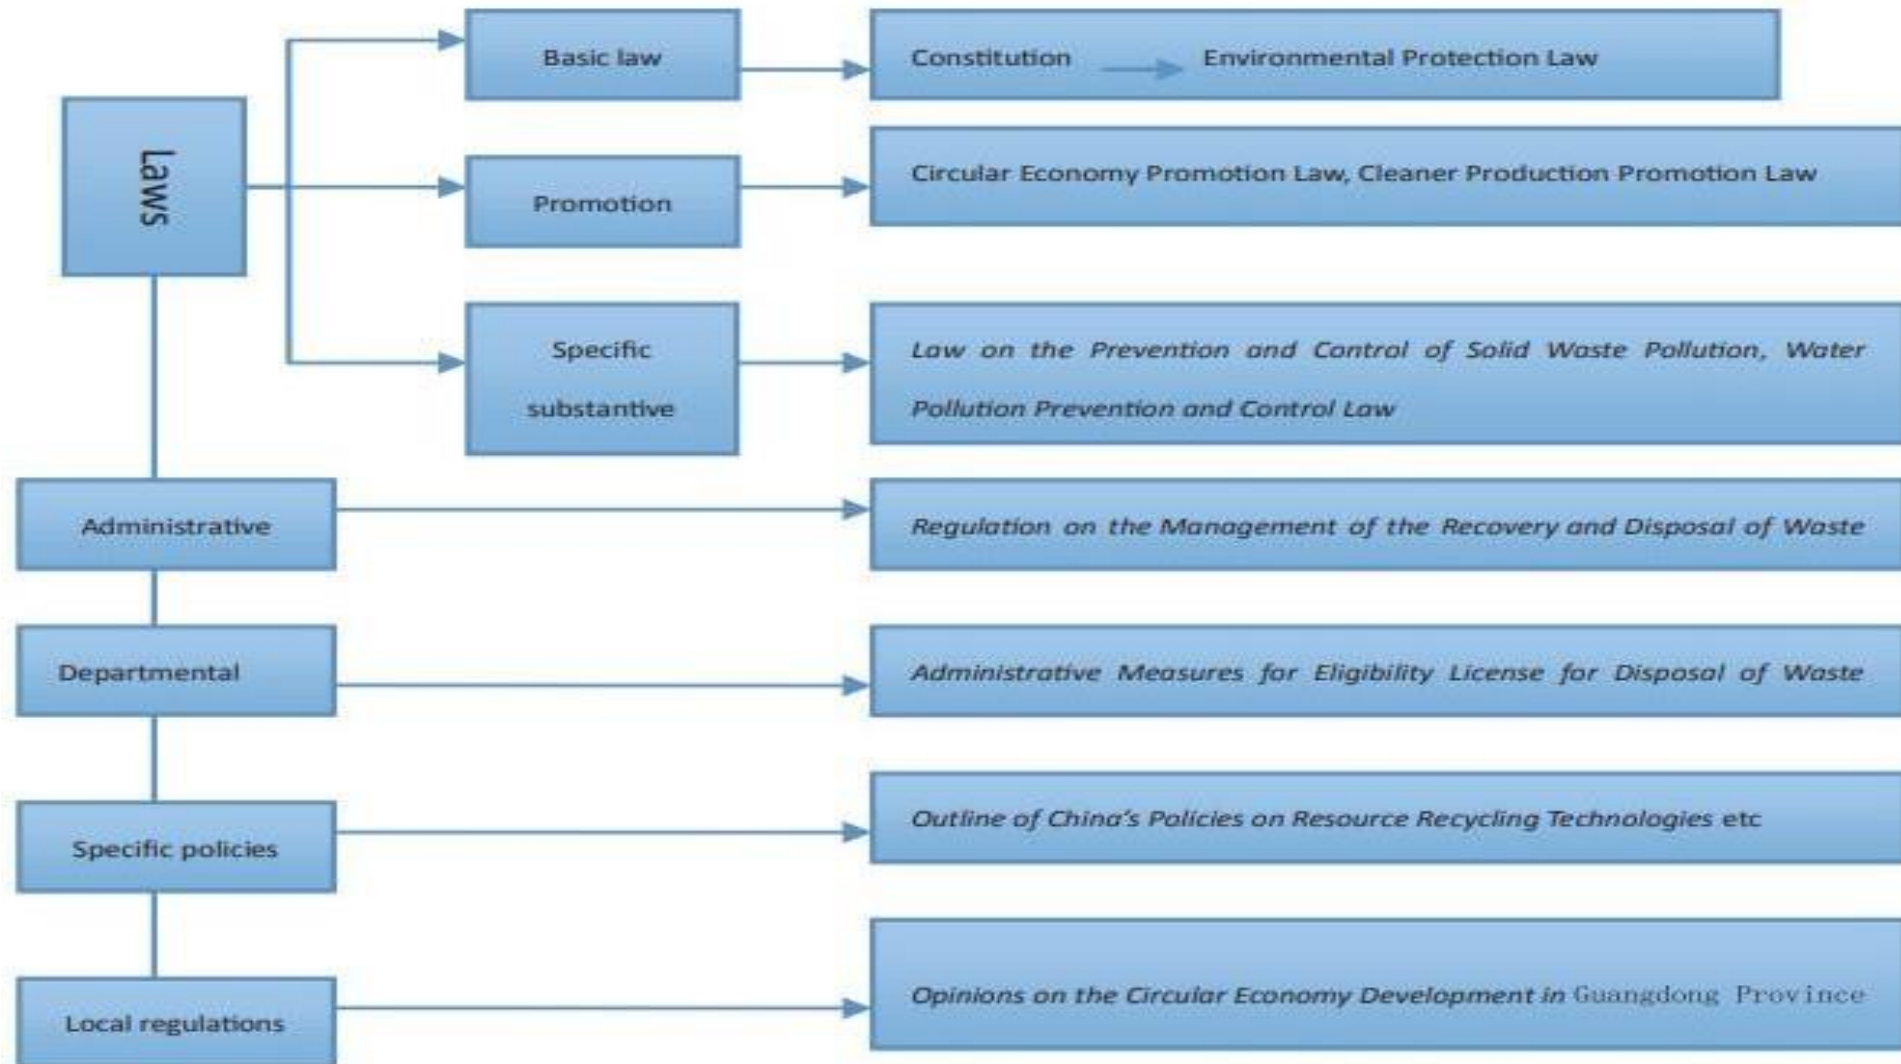 Laws
Basic law
Constitution
Environmental Protection Law
Promotion
Circular Economy Promotion Law, Cleaner Production Promotion Law
Specific
substantive
Law on the Prevention and Control of Solid Waste Pollution, Water
Pollution Prevention and Control Law
Administrative
Regulation on the Management of the Recovery and Disposal of Waste
Departmental
Administrative Measures for Eligibility License for Disposal of Waste
Specific policies
Outline of China's Policies on Resource Recycling Technologies etc
Local regulations
Opinions on the Circular Economy Development in Guangdong Province